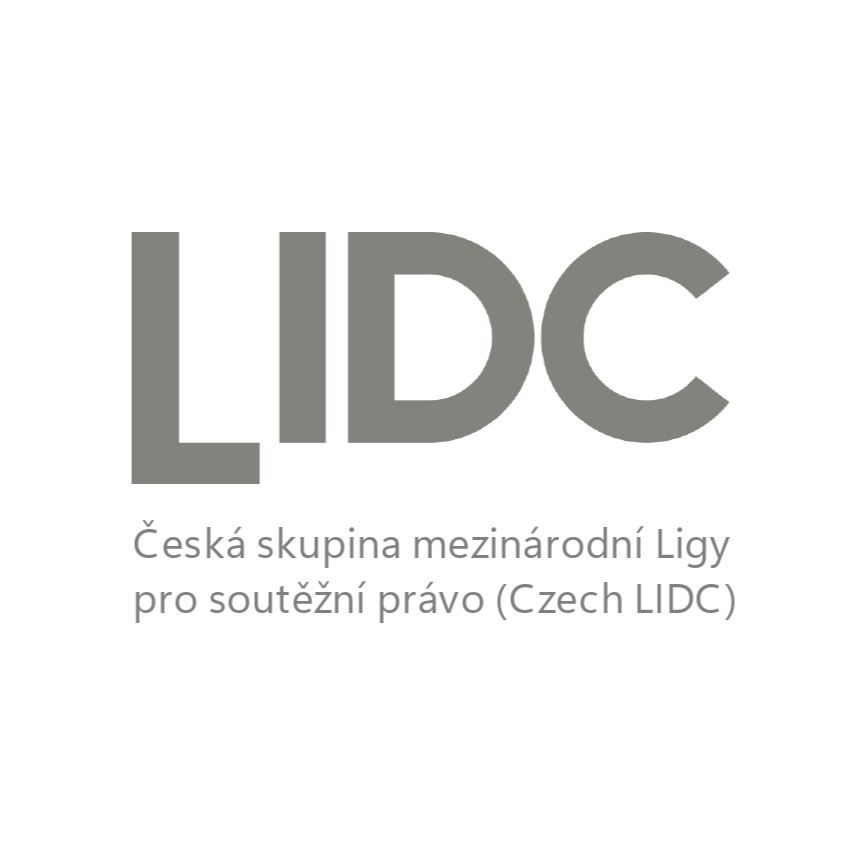 LIDC
Česká skupina mezinárodní Ligy
pro soutěžní právo (Czech LIDC)